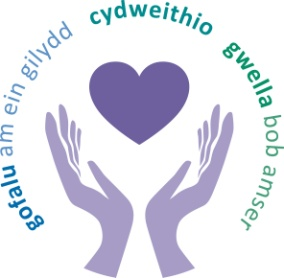 gofalu am ein gilydd
cydweithio
gwella bob amser